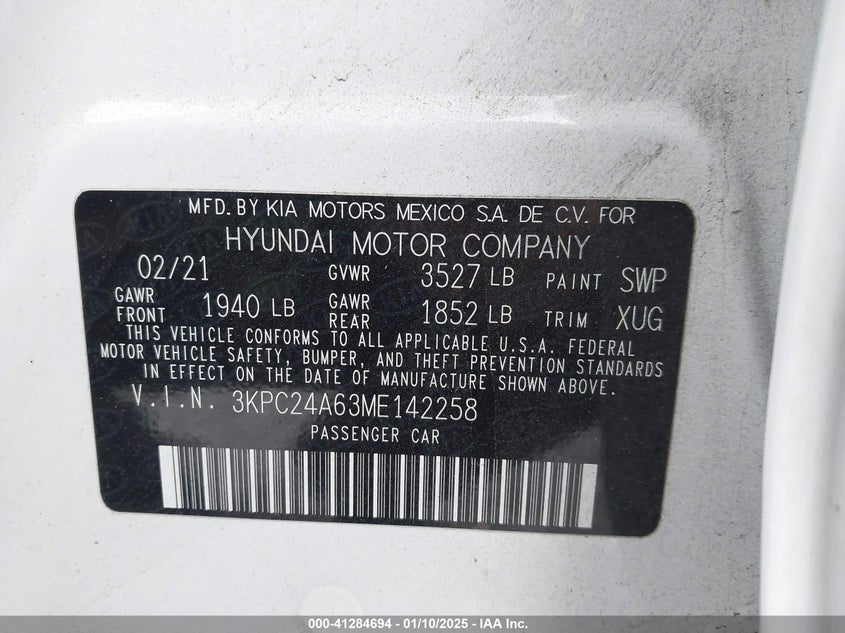 MFD. BY KIA MOTORS MEXICO S.A. DE C.V. FOR
HYUNDAI MOTOR COMPANY
02/21 GVWR 3527 LB PAINT SWP
GAWR FRONT 1940 LB GAWR REAR 1852 LB TRIM XUG
THIS VEHICLE CONFORMS TO ALL APPLICABLE U.S.A. FEDERAL
MOTOR VEHICLE SAFETY, BUMPER, AND THEFT PREVENTION STANDARDS
IN EFFECT ON THE DATE OF MANUFACTURE SHOWN ABOVE.
V.I.N. 3KPC24A63ME142258
PASSENGER CAR
000-41284694 - 01/10/2025 - IAA Inc.